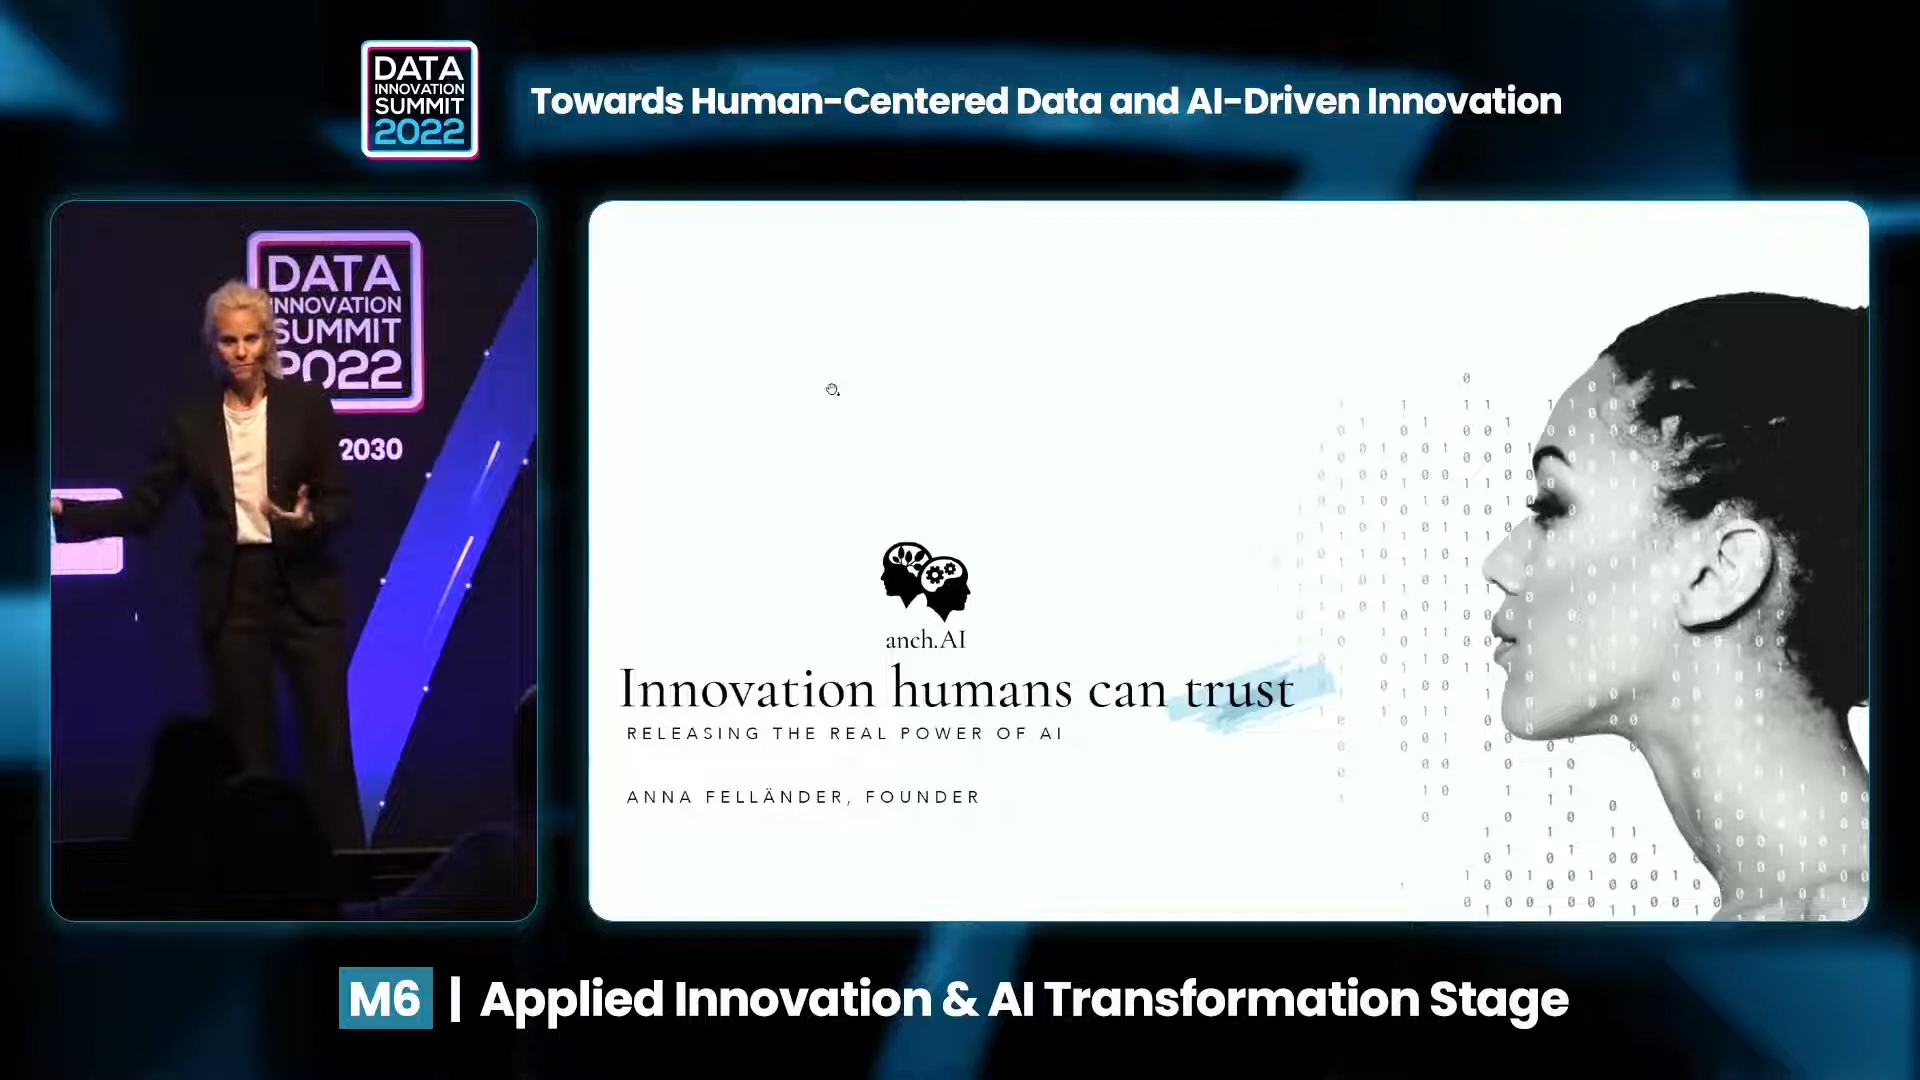 DATA
INNOVATION
SUMMIT
2022
Towards Human-Centered Data and AI-Driven Innovation
DATA
INNOVATION
SUMMIT
2022
2030
anch.AI
Innovation humans can trust
RELEASING THE REAL POWER OF AI
ANNA FELLÄNDER, FOUNDER
M6 | Applied Innovation & AI Transformation Stage